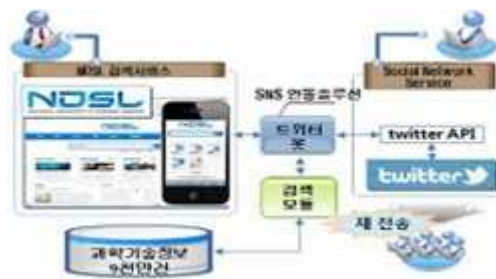 NDSL 검색서비스
Social Network
Service
NDSL
SNS 연동솔루션
트위터
봇
twitter API
twitter
검색
모듈
재 전송
과학기술정보
9천만건